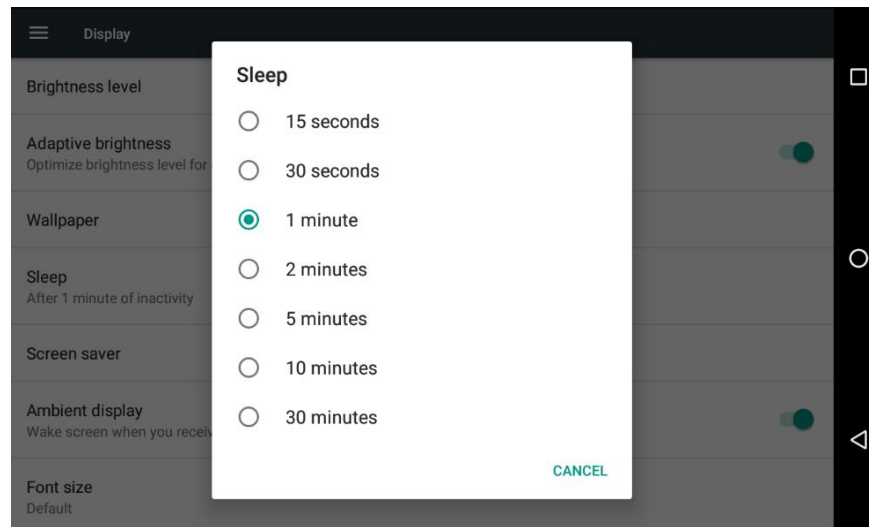 Display
Brightness level
Adaptive brightness
Optimize brightness level for
Wallpaper
Sleep
After 1 minute of inactivity
Screen saver
Ambient display
Wake screen when you receiv
Font size
Default
Sleep
15 seconds
30 seconds
1 minute
2 minutes
5 minutes
10 minutes
30 minutes
CANCEL